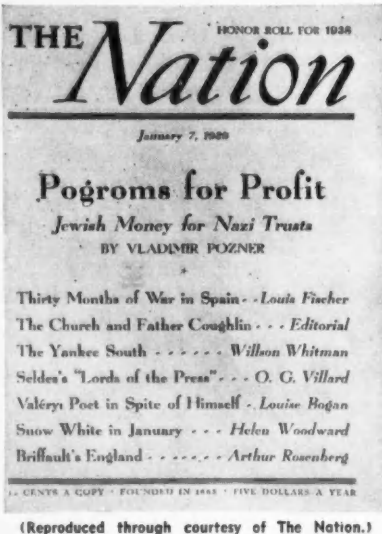 HONOR ROLL FOR 1938
THE Nation
January 7, 1939
Pogroms for Profit
Jewish Money for Nazi Trusts
BY VLADIMIR POZNER
Thirty Months of War in Spain - - Louis Fischer
The Church and Father Coughlin - - - Editorial
The Yankee South - - - - - - Willson Whitman
Seldes's "Lords of the Press" - - - O. G. Villard
Valéry: Poet in Spite of Himself - Louise Bogan
Snow White in January - - - Helen Woodward
Briffault's England - - - - - - - Arthur Rosenberg
CENTS A COPY · FOUNDED IN 1865 · FIVE DOLLARS A YEAR
(Reproduced through courtesy of The Nation.)